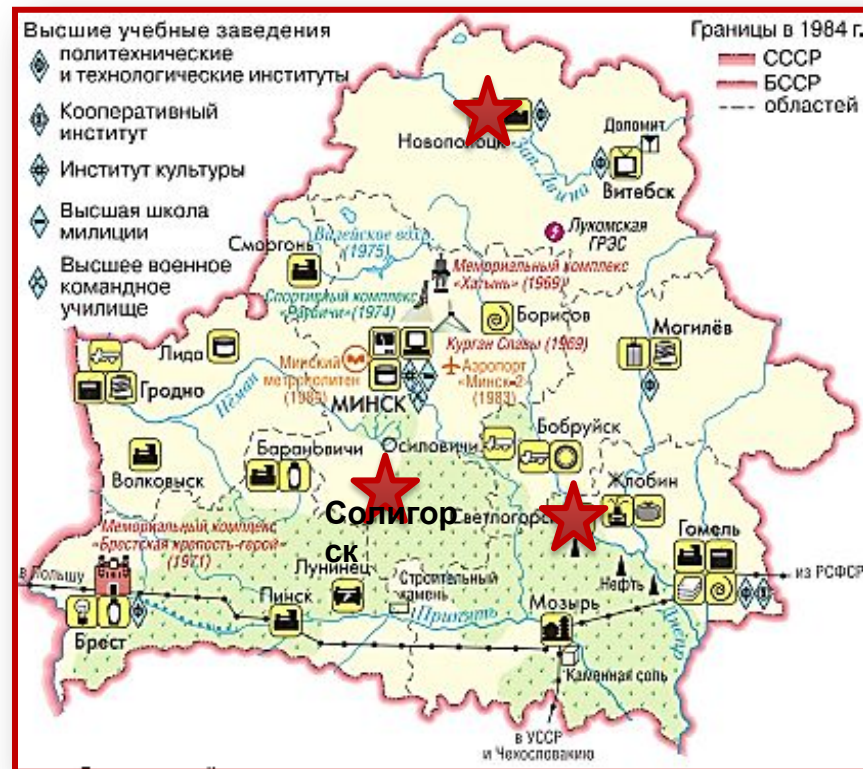 Высшие учебные заведения
политехнические
и технологические институты
Кооперативный
институт
Институт культуры
Высшая школа
милиции
Высшее военное
командное
училище
Границы в 1984 г.
СССР
БССР
областей
Новополоцк
Зап. Двина
Доломит
Витебск
Лукомская
ГРЭС
Вилейское вдхр.
(1975)
Сморгонь
Мемориальный комплекс
«Хатынь» (1969)
Спортивный комплекс
«Раубичи» (1974)
Борисов
Курган Славы (1969)
Могилёв
Лида
Минский
метрополитен
Аэропорт
«Минск-2»
(1983)
Гродно
Нёман
МИНСК
Осиповичи
Бобруйск
Барановичи
Волковыск
Жлобин
Солигор
ск
Светлогорск
Гомель
Мемориальный комплекс
«Брестская крепость-герой»
(1971)
в Польшу
Лунинец
Строительный
камень
Нефть
из РСФСР
Пинск
Припять
Мозырь
Днепр
Брест
Каменная соль
в УССР
и Чехословакию